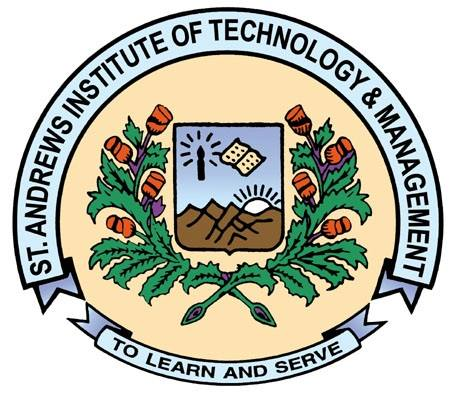 ST. ANDREWS INSTITUTE OF TECHNOLOGY & MANAGEMENT
TO LEARN AND SERVE